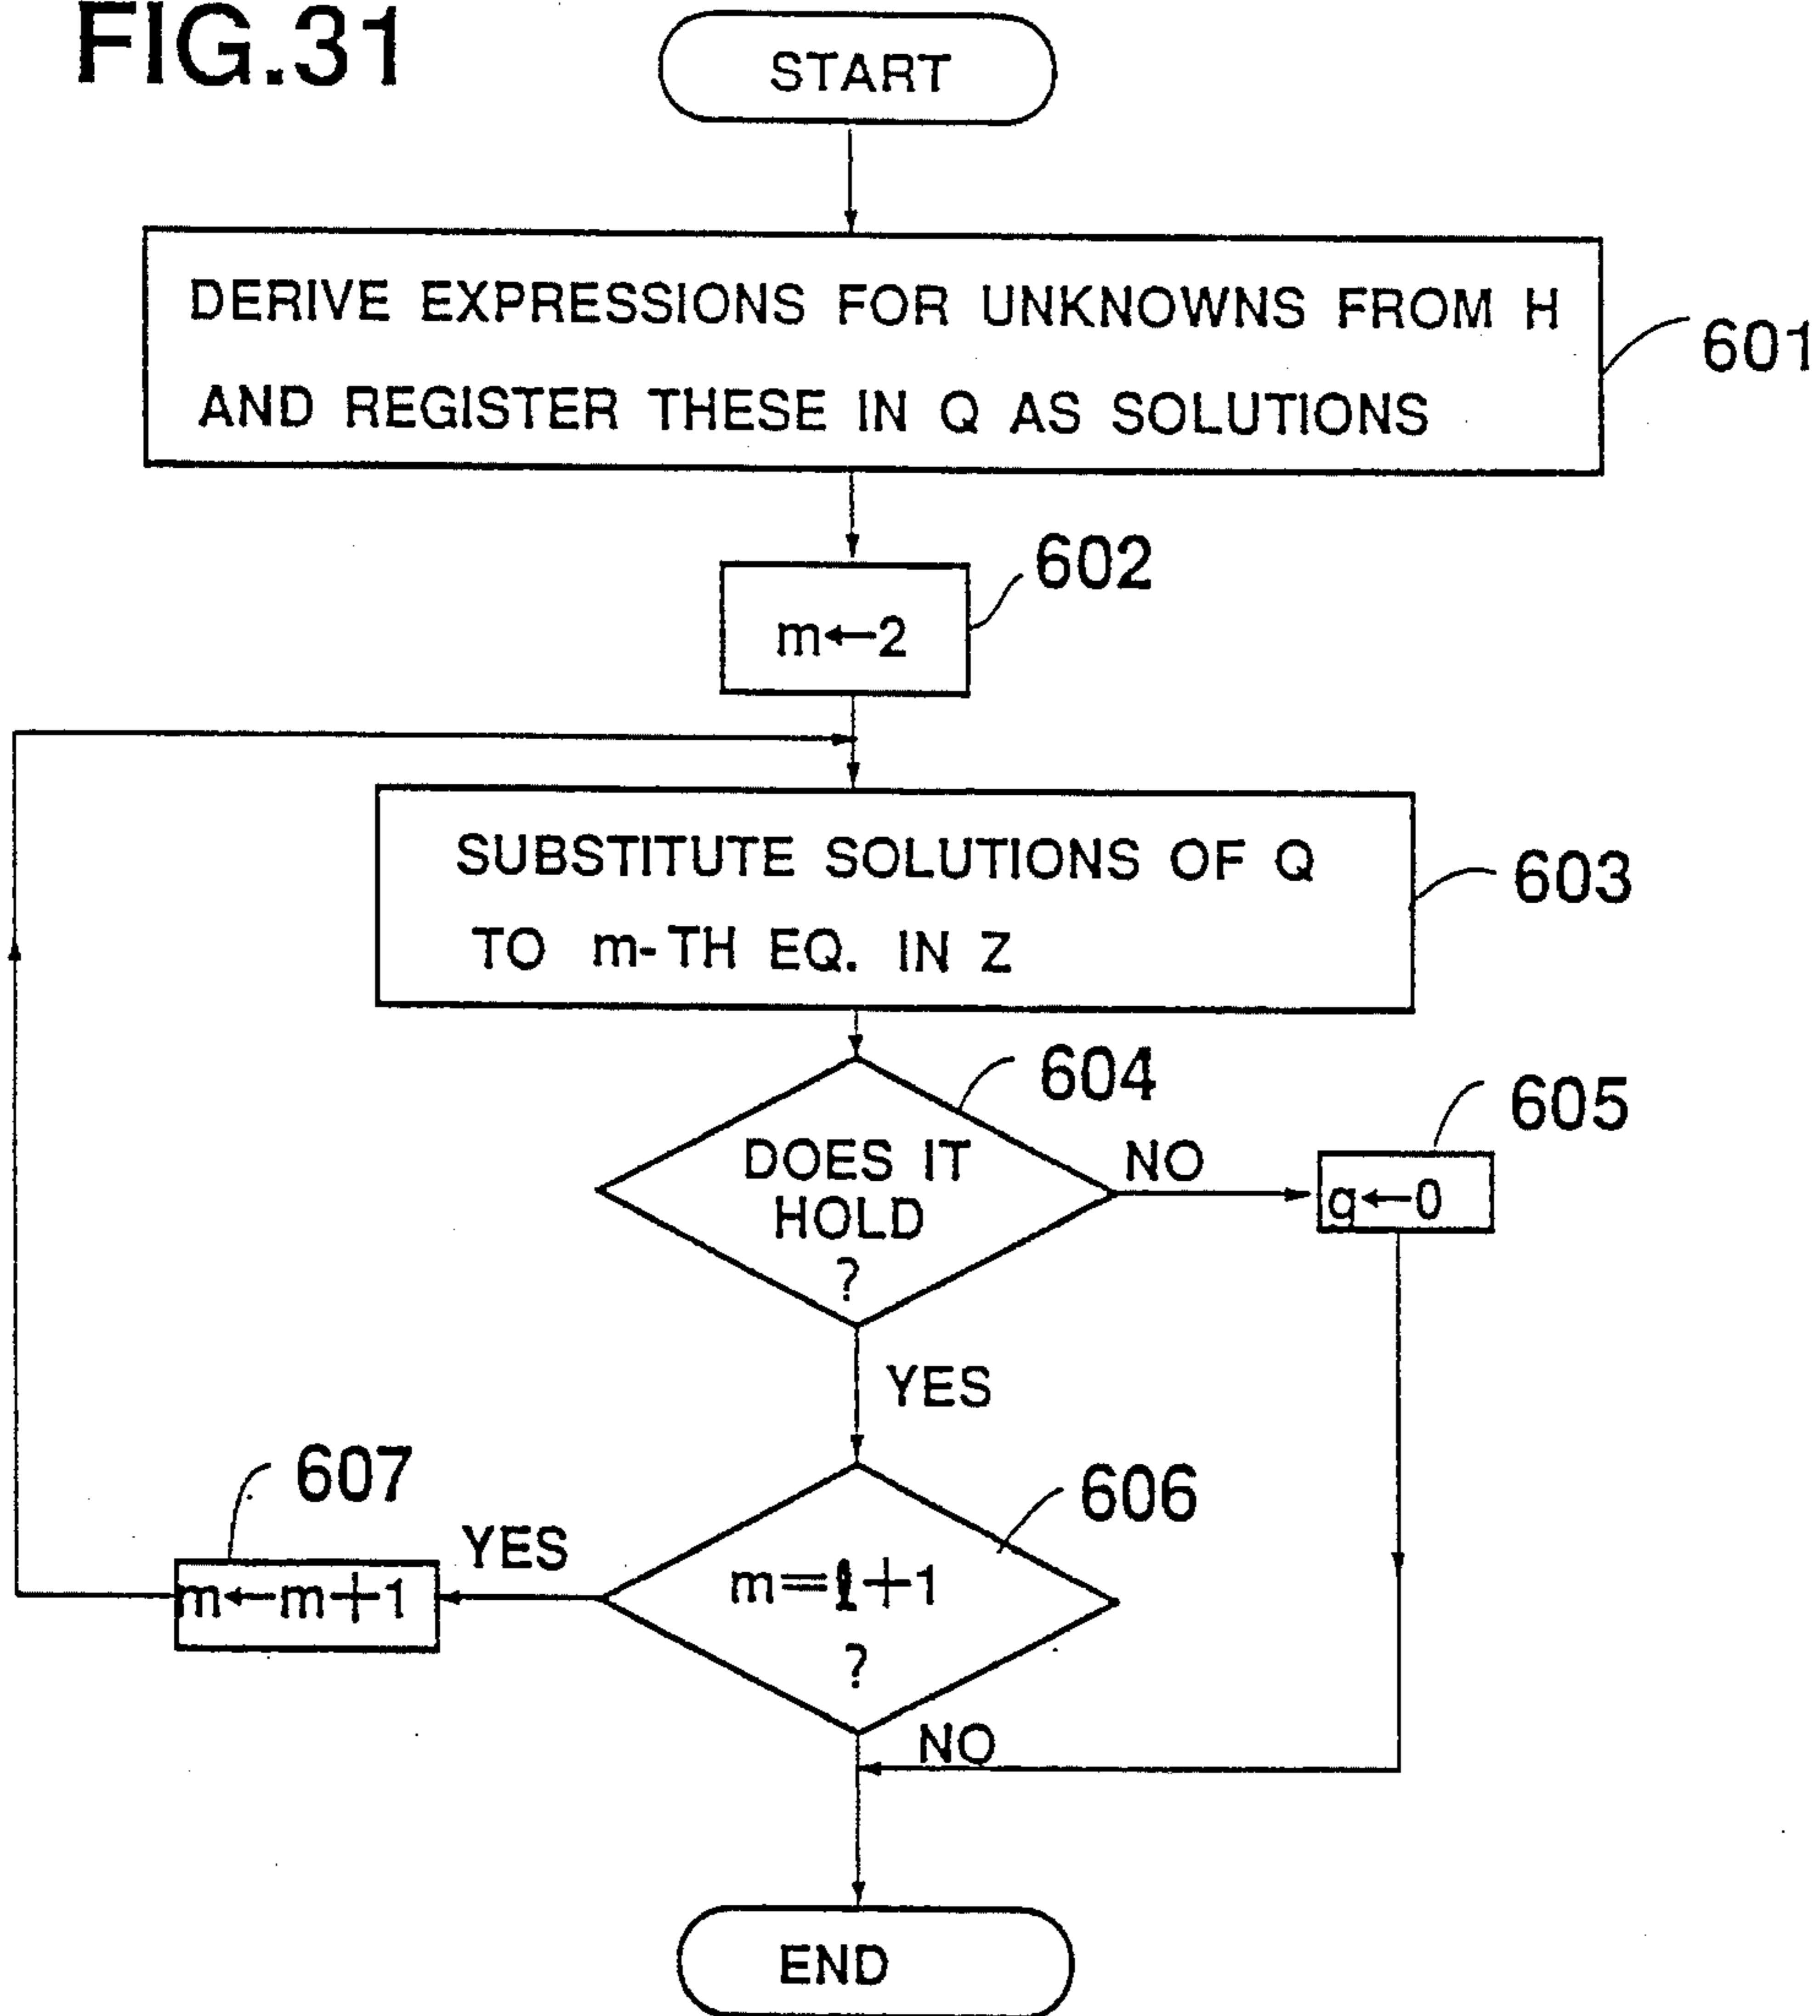 FIG.31
START
DERIVE EXPRESSIONS FOR UNKNOWNS FROM H
AND REGISTER THESE IN Q AS SOLUTIONS
601
602
m←2
SUBSTITUTE SOLUTIONS OF Q
TO m-TH EQ. IN Z
603
604
605
DOES IT
HOLD
?
NO
g←0
YES
607
606
YES
m←m+1
m=ℓ+1
?
NO
END